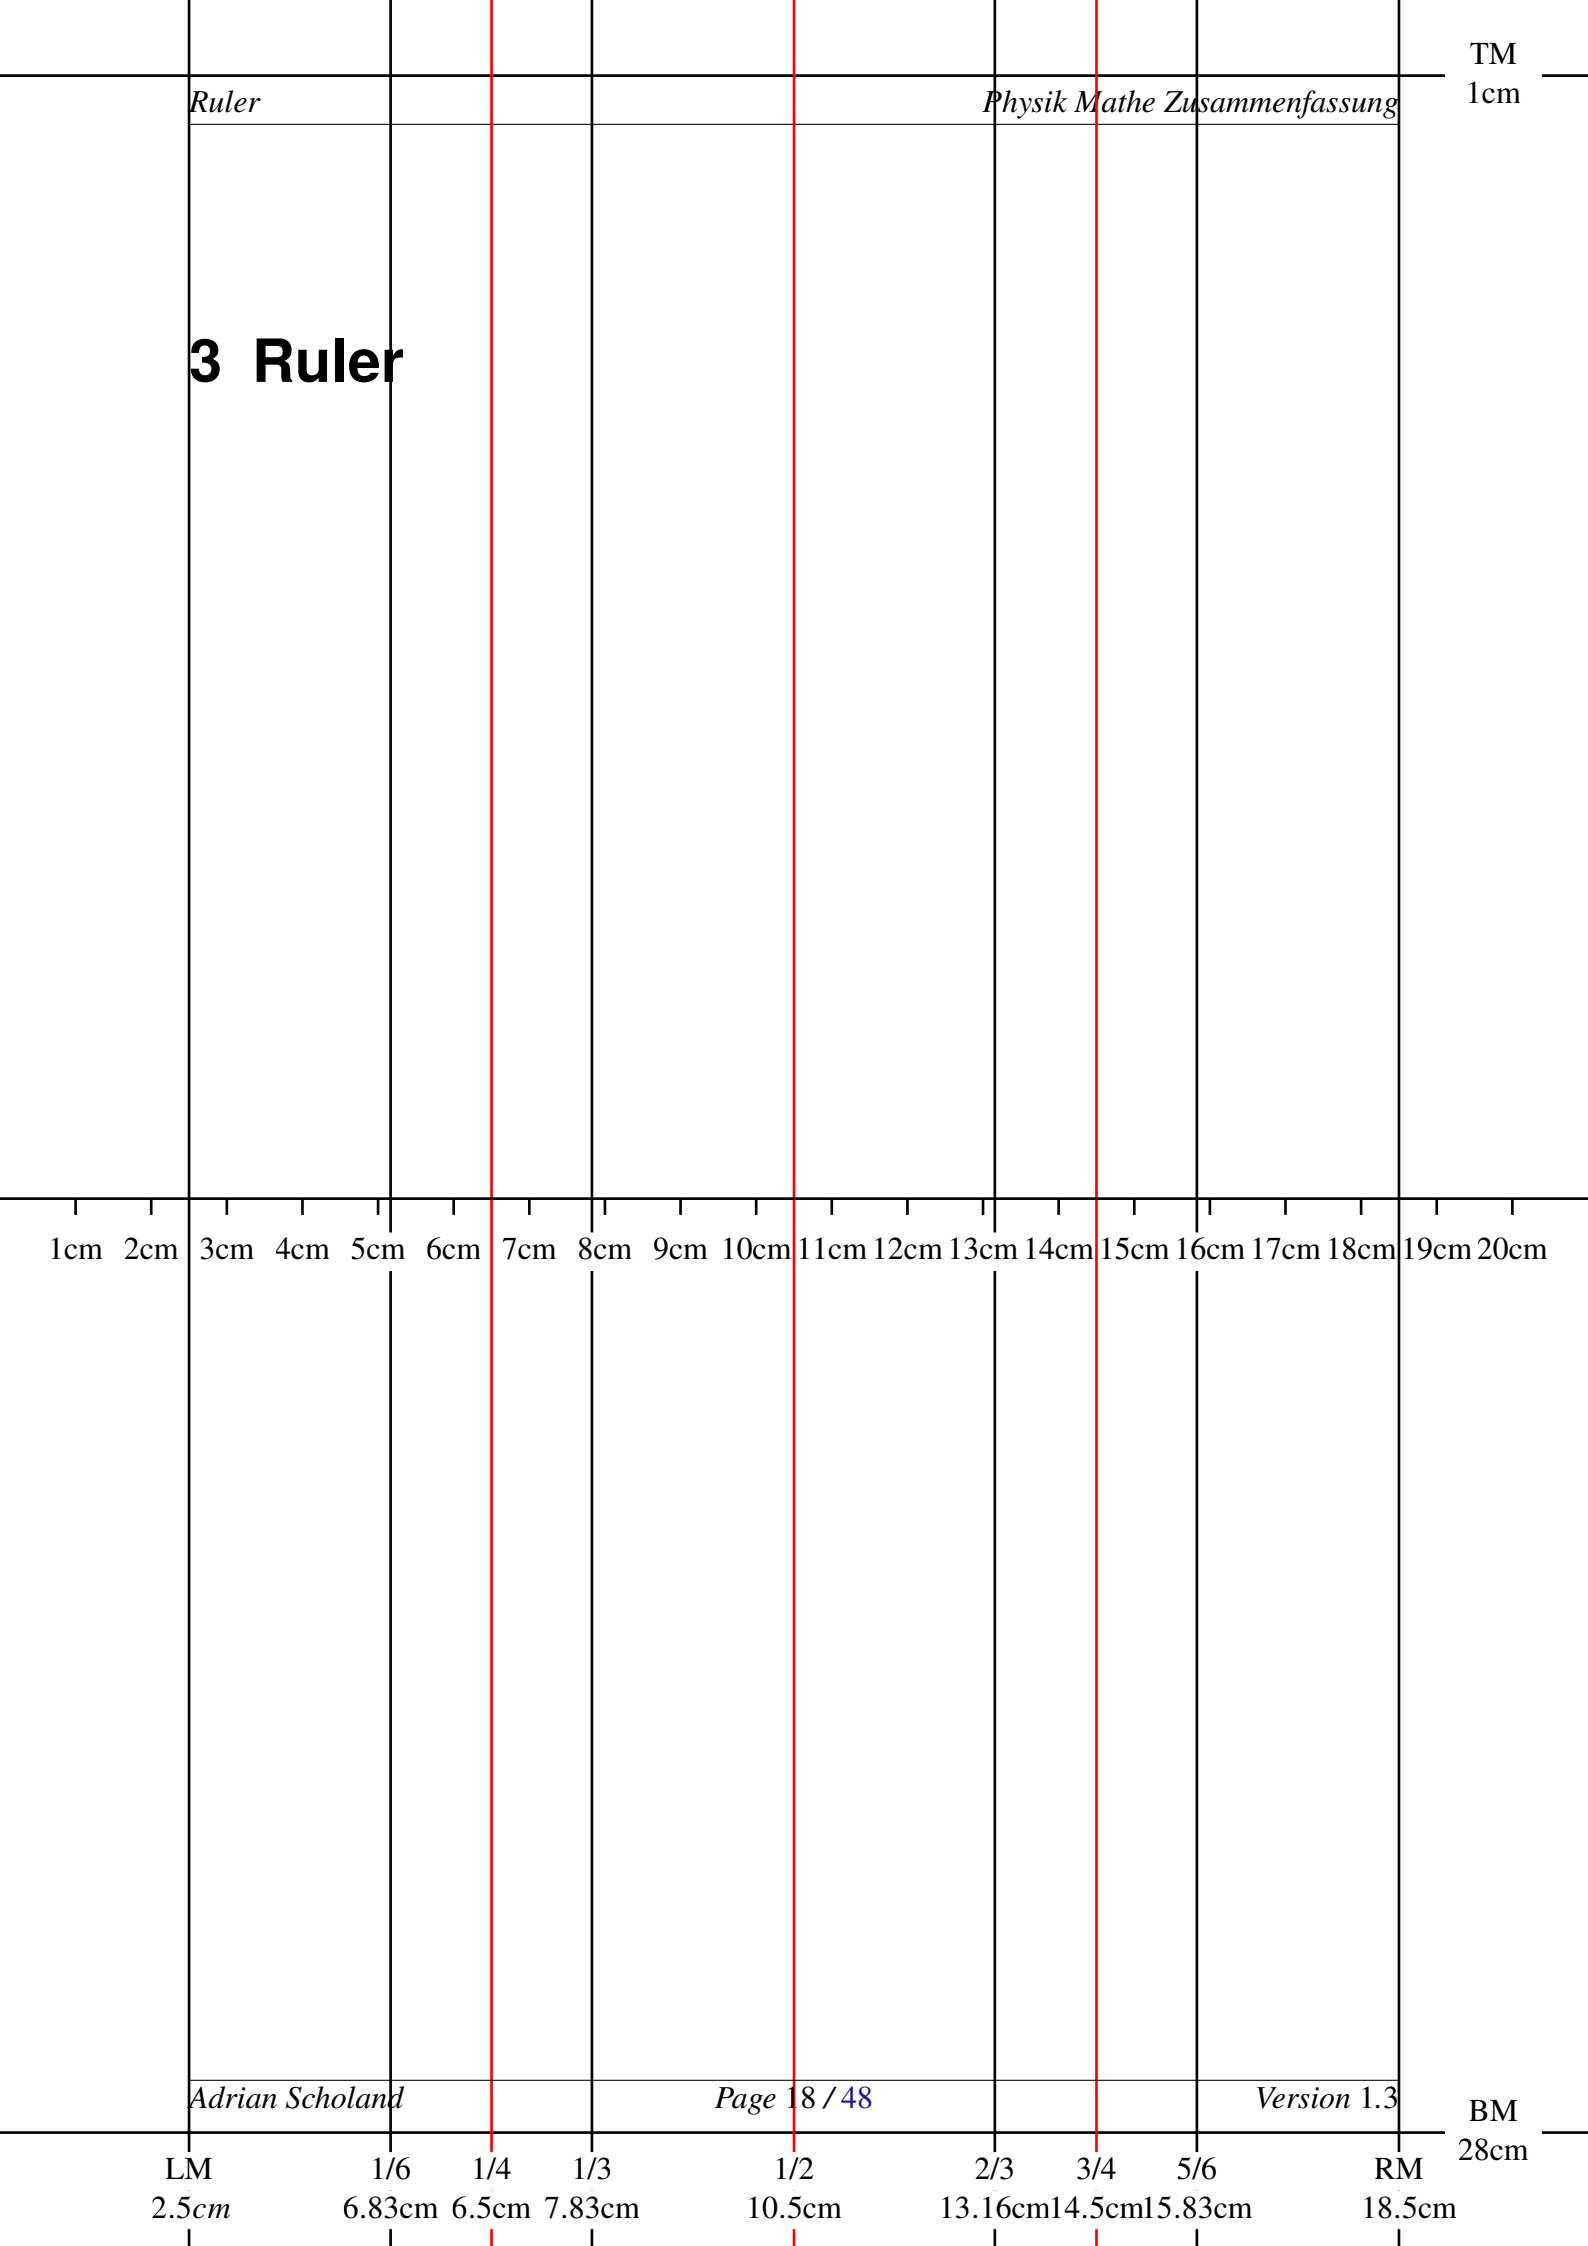 TM
1cm
Ruler Physik Mathe Zusammenfassung
3 Ruler
1cm 2cm 3cm 4cm 5cm 6cm 7cm 8cm 9cm 10cm 11cm 12cm 13cm 14cm 15cm 16cm 17cm 18cm 19cm 20cm
Adrian Scholand Page 18 / 48 Version 1.3
BM
28cm
LM 1/6 1/4 1/3 1/2 2/3 3/4 5/6 RM
2.5cm 6.83cm 6.5cm 7.83cm 10.5cm 13.16cm 14.5cm 15.83cm 18.5cm